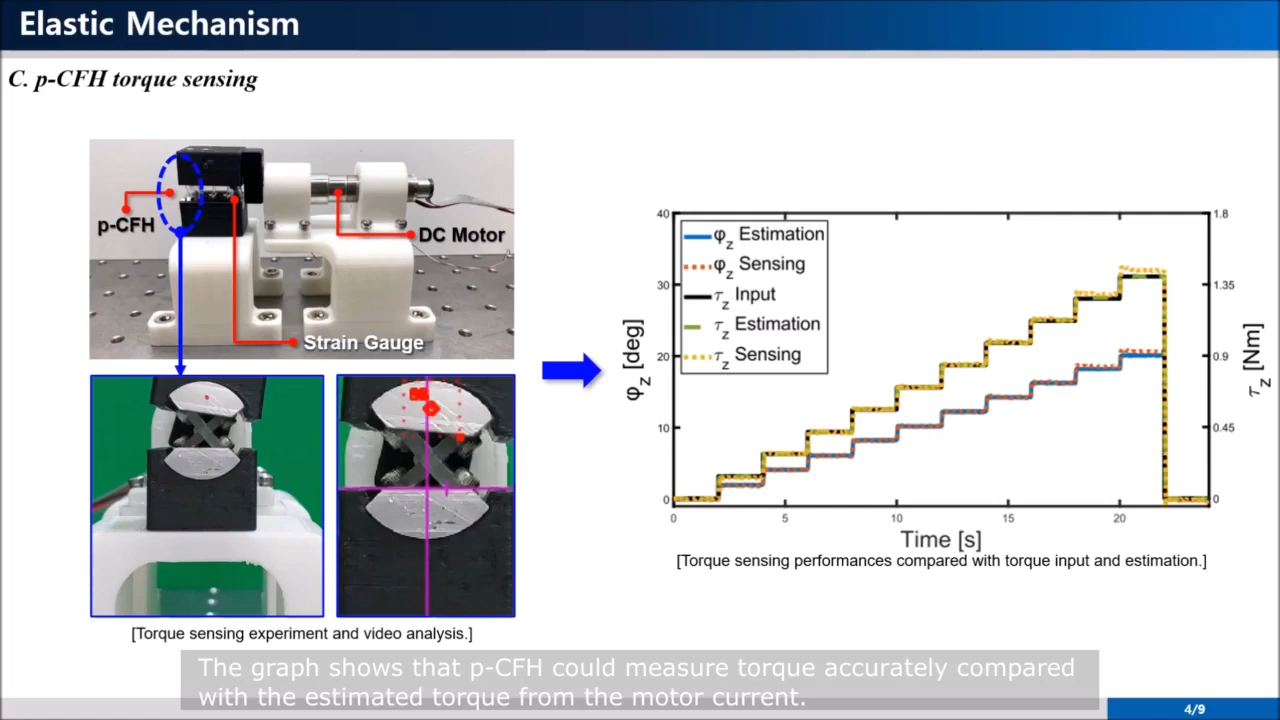 Elastic Mechanism
C. p-CFH torque sensing
p-CFH
DC Motor
Strain Gauge
[Torque sensing experiment and video analysis.]
φz Estimation
φz Sensing
τz Input
τz Estimation
τz Sensing
φz [deg]
40
30
20
10
0
0 5 10 15 20
Time [s]
1.8
1.35
0.9
0.45
0
τz [Nm]
[Torque sensing performances compared with torque input and estimation.]
The graph shows that p-CFH could measure torque accurately compared
with the estimated torque from the motor current.
4/9